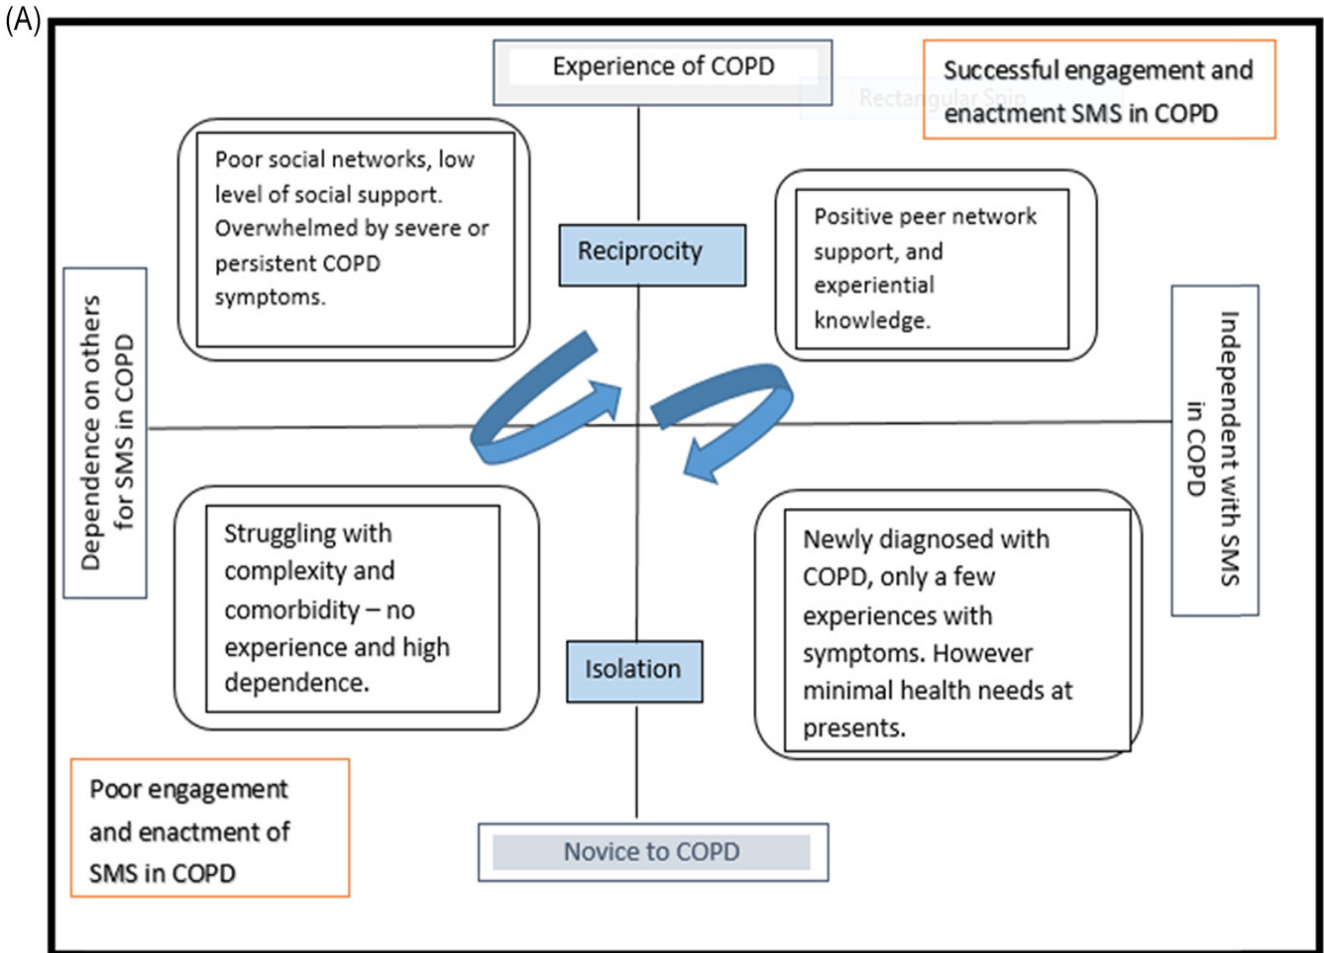 (A)
Experience of COPD
Successful engagement and
enactment SMS in COPD
Rectangular Snip
Poor social networks, low
level of social support.
Overwhelmed by severe or
persistent COPD
symptoms.
Positive peer network
support, and
experiential
knowledge.
Reciprocity
Dependence on others
for SMS in COPD
Independent with SMS
in COPD
Struggling with
complexity and
comorbidity – no
experience and high
dependence.
Newly diagnosed with
COPD, only a few
experiences with
symptoms. However
minimal health needs at
presents.
Isolation
Poor engagement
and enactment of
SMS in COPD
Novice to COPD